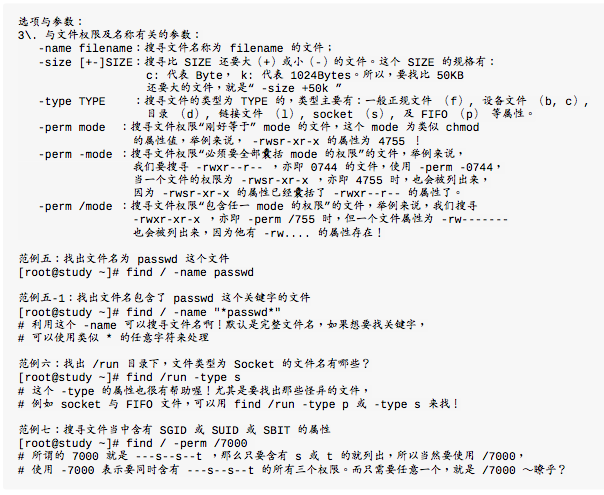 选项与参数：
3\. 与文件权限及名称有关的参数：
-name filename：搜寻文件名称为 filename 的文件；
-size [+-]SIZE：搜寻比 SIZE 还要大（+）或小（-）的文件。这个 SIZE 的规格有：
c: 代表 Byte， k: 代表 1024Bytes。所以，要找比 50KB
还要大的文件，就是“ -size +50k ”
-type TYPE ：搜寻文件的类型为 TYPE 的，类型主要有：一般正规文件 （f）, 设备文件 （b, c）,
目录 （d）, 链接文件 （l）, socket （s）, 及 FIFO （p） 等属性。
-perm mode ：搜寻文件权限“刚好等于” mode 的文件，这个 mode 为类似 chmod
的属性值，举例来说， -rwsr-xr-x 的属性为 4755 ！
-perm -mode ：搜寻文件权限“必须要全部囊括 mode 的权限”的文件，举例来说，
我们要搜寻 -rwxr--r-- ，亦即 0744 的文件，使用 -perm -0744，
当一个文件的权限为 -rwsr-xr-x ，亦即 4755 时，也会被列出来，
因为 -rwsr-xr-x 的属性已经囊括了 -rwxr--r-- 的属性了。
-perm /mode ：搜寻文件权限“包含任一 mode 的权限”的文件，举例来说，我们搜寻
-rwxr-xr-x ，亦即 -perm /755 时，但一个文件属性为 -rw-------
也会被列出来，因为他有 -rw.... 的属性存在！
范例五：找出文件名为 passwd 这个文件
[root@study ~]# find / -name passwd
范例五-1：找出文件名包含了 passwd 这个关键字的文件
[root@study ~]# find / -name "*passwd*"
# 利用这个 -name 可以搜寻文件名啊！默认是完整文件名，如果想要找关键字，
# 可以使用类似 * 的任意字符来处理
范例六：找出 /run 目录下，文件类型为 Socket 的文件名有哪些？
[root@study ~]# find /run -type s
# 这个 -type 的属性也很有帮助喔！尤其是要找出那些怪异的文件，
# 例如 socket 与 FIFO 文件，可以用 find /run -type p 或 -type s 来找！
范例七：搜寻文件当中含有 SGID 或 SUID 或 SBIT 的属性
[root@study ~]# find / -perm /7000
# 所谓的 7000 就是 ---s--s--t ，那么只要含有 s 或 t 的就列出，所以当然要使用 /7000，
# 使用 -7000 表示要同时含有 ---s--s--t 的所有三个权限。而只需要任意一个，就是 /7000 ～瞭乎？